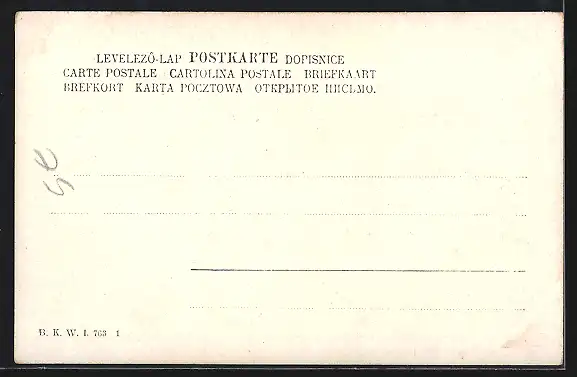 LEVELEZŐ-LAP POSTKARTE DOPISNICE
CARTE POSTALE CARTOLINA POSTALE BRIEFKAART
BREFKORT KARTA POCZTOWA ОТКРЫТОЕ ПИСЬМО.
B. K. W. I. 763 1